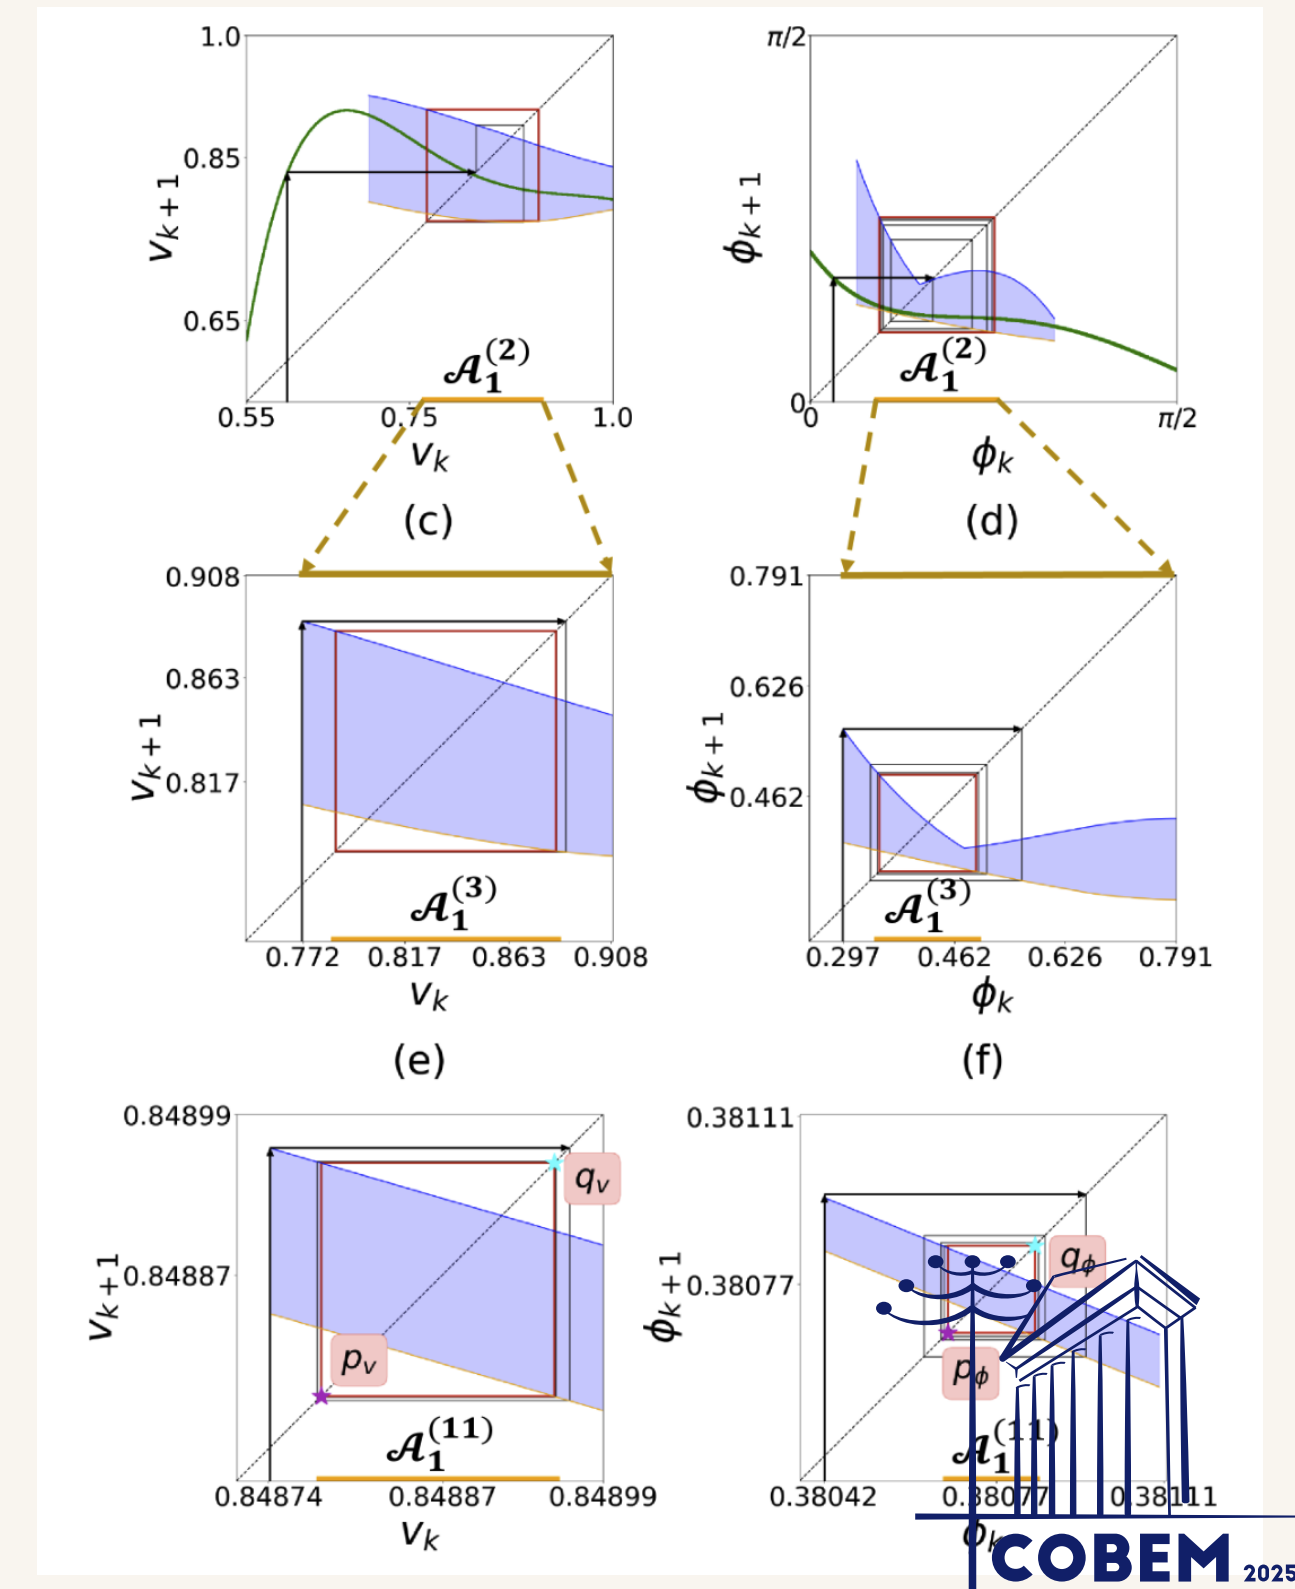 1.0
0.85
0.65
v_{k+1}
𝒜_1^{(2)}
0.55 0.75 1.0
v_k
π/2
ϕ_{k+1}
0
𝒜_1^{(2)}
0 π/2
ϕ_k
(c) (d)
0.908
0.863
0.817
v_{k+1}
𝒜_1^{(3)}
0.772 0.817 0.863 0.908
v_k
0.791
0.626
0.462
ϕ_{k+1}
𝒜_1^{(3)}
0.297 0.462 0.626 0.791
ϕ_k
(e) (f)
0.84899
0.84887
v_{k+1}
q_v
p_v
𝒜_1^{(11)}
0.84874 0.84887 0.84899
v_k
0.38111
0.38077
ϕ_{k+1}
q_ϕ
p_ϕ
𝒜_1^{(11)}
0.38042 0.38077 0.38111
ϕ_k
COBEM 2025